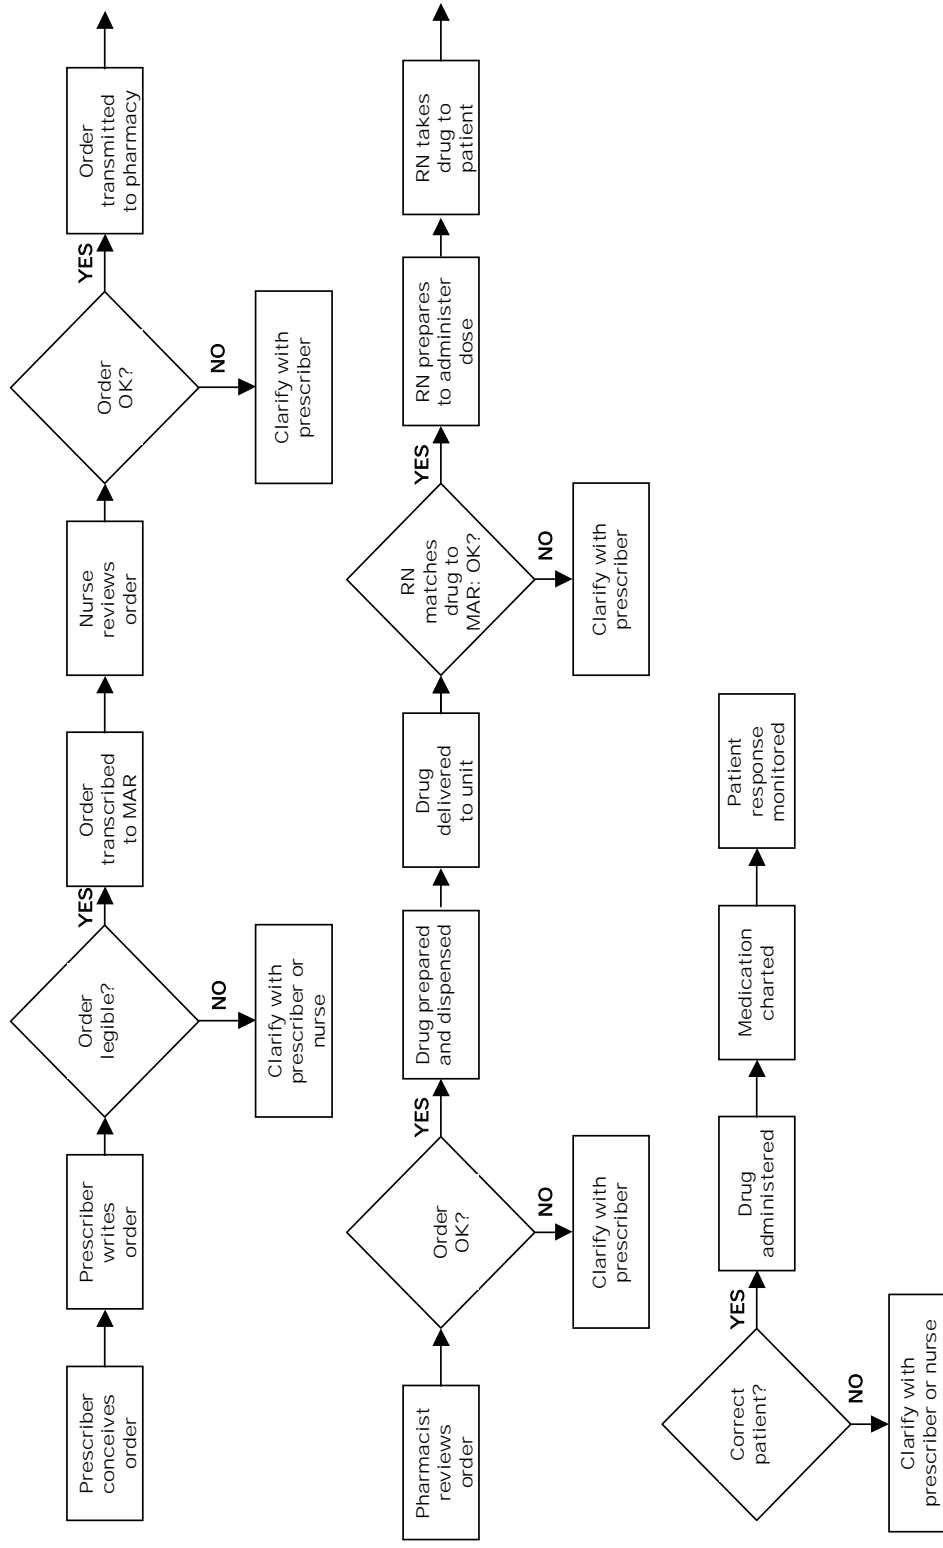 Prescriber
conceives
order
Prescriber
writes
order
Order
legible?
YES
NO
Clarify with
prescriber or
nurse
Order
transcribed
to MAR
Nurse
reviews
order
Order
OK?
YES
NO
Clarify with
prescriber
Order
transmitted
to pharmacy
Pharmacist
reviews
order
Order
OK?
YES
NO
Clarify with
prescriber
Drug prepared
and dispensed
Drug
delivered
to unit
RN
matches
drug to
MAR: OK?
YES
NO
Clarify with
prescriber
RN prepares
to administer
dose
RN takes
drug to
patient
Correct
patient?
YES
NO
Clarify with
prescriber or nurse
Drug
administered
Medication
charted
Patient
response
monitored